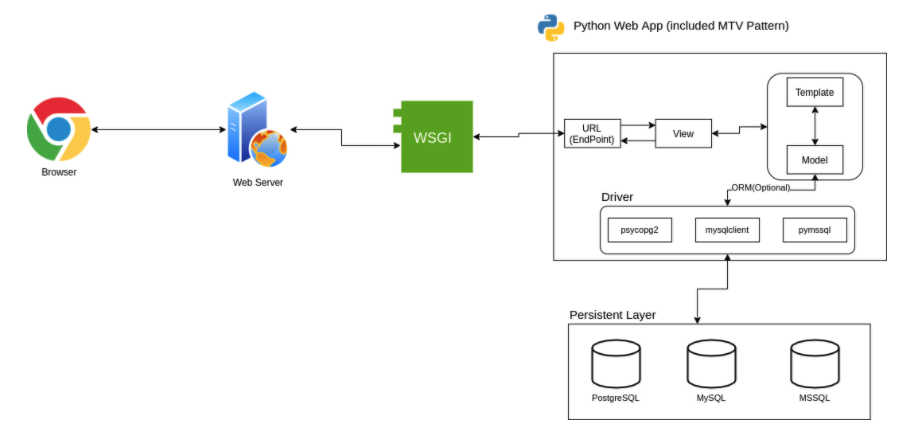 Python Web App (included MTV Pattern)
Browser
Web Server
WSGI
URL
(EndPoint)
View
Template
Model
ORM(Optional)
Driver
psycopg2
mysqlclient
pymssql
Persistent Layer
PostgreSQL
MySQL
MSSQL